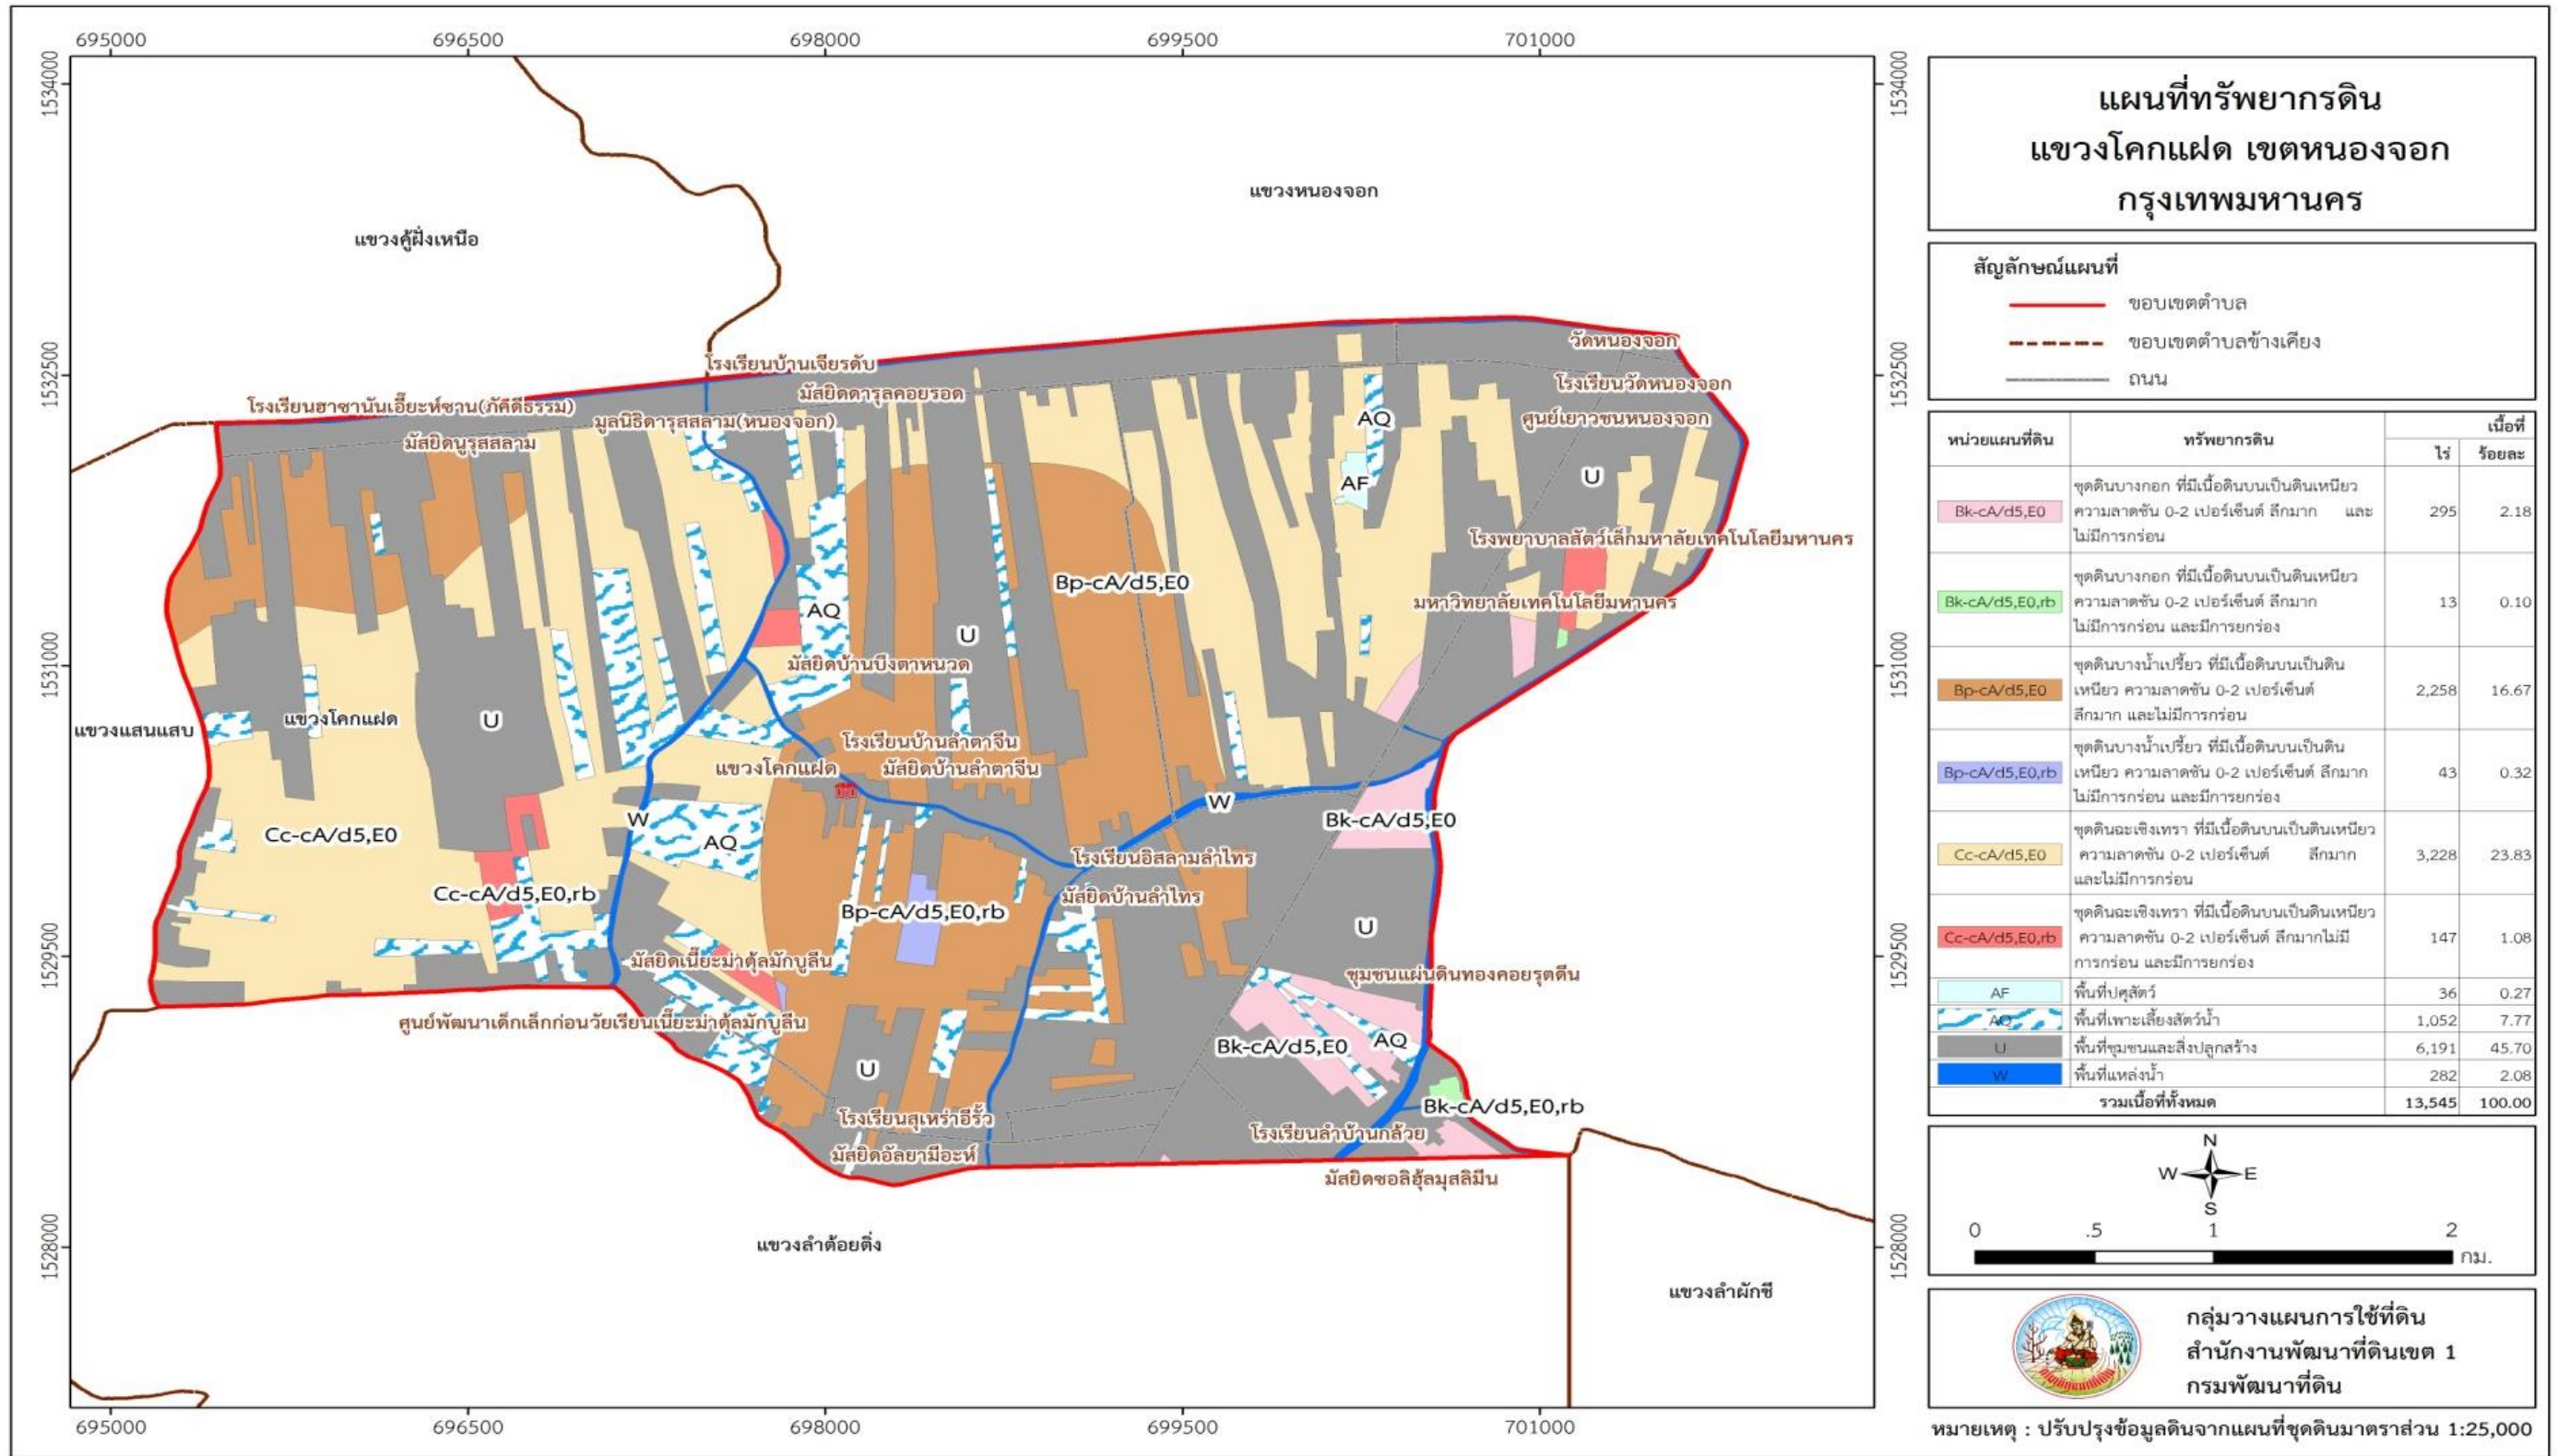 695000 696500 698000 699500 701000
1534000
1532500
1531000
1529500
1528000
แขวงหนองจอก
แขวงคู้ฝั่งเหนือ
วัดหนองจอก
โรงเรียนบ้านเจียรดับ
โรงเรียนวัดหนองจอก
มัสยิดดารุลคอยรอด
โรงเรียนฮาซานันเอี๊ยะห์ซาน(ภักดีธรรม)
มูลนิธิดารุสสลาม(หนองจอก)
AQ
ศูนย์เยาวชนหนองจอก
มัสยิดนูรุสสลาม
U
AF
โรงพยาบาลสัตว์เล็กมหาลัยเทคโนโลยีมหานคร
Bp-cA/d5,E0
มหาวิทยาลัยเทคโนโลยีมหานคร
AQ
U
มัสยิดบ้านบึงตาหนวด
แขวงแสนแสบ
แขวงโคกแฝด
U
โรงเรียนบ้านลำตาจีน
แขวงโคกแฝด
มัสยิดบ้านลำตาจีน
W
W
Bk-cA/d5,E0
Cc-cA/d5,E0
AQ
โรงเรียนอิสลามลำไทร
Cc-cA/d5,E0,rb
มัสยิดบ้านลำไทร
Bp-cA/d5,E0,rb
U
มัสยิดเนี๊ยะม่าตุ้ลมักบูลีน
ชุมชนแผ่นดินทองคอยรุตดีน
ศูนย์พัฒนาเด็กเล็กก่อนวัยเรียนเนี๊ยะม่าตุ้ลมักบูลีน
Bk-cA/d5,E0
AQ
U
Bk-cA/d5,E0,rb
โรงเรียนสุเหร่าอีรั้ว
โรงเรียนลำบ้านกล้วย
มัสยิดอัลยามีอะห์
มัสยิดซอลิฮุ้ลมุสลิมีน
แขวงลำต้อยติ่ง
แขวงลำผักชี
1534000
1532500
1531000
1529500
1528000
695000 696500 698000 699500 701000
แผนที่ทรัพยากรดิน
แขวงโคกแฝด เขตหนองจอก
กรุงเทพมหานคร
สัญลักษณ์แผนที่
ขอบเขตตำบล
ขอบเขตตำบลข้างเคียง
ถนน
หน่วยแผนที่ดิน ทรัพยากรดิน เนื้อที่
ไร่ ร้อยละ
ชุดดินบางกอก ที่มีเนื้อดินบนเป็นดินเหนียว
Bk-cA/d5,E0 ความลาดชัน 0-2 เปอร์เซ็นต์ ลึกมาก และ 295 2.18
ไม่มีการกร่อน
ชุดดินบางกอก ที่มีเนื้อดินบนเป็นดินเหนียว
Bk-cA/d5,E0,rb ความลาดชัน 0-2 เปอร์เซ็นต์ ลึกมาก 13 0.10
ไม่มีการกร่อน และมีการยกร่อง
ชุดดินบางน้ำเปรี้ยว ที่มีเนื้อดินบนเป็นดิน
Bp-cA/d5,E0 เหนียว ความลาดชัน 0-2 เปอร์เซ็นต์ 2,258 16.67
ลึกมาก และไม่มีการกร่อน
ชุดดินบางน้ำเปรี้ยว ที่มีเนื้อดินบนเป็นดิน
Bp-cA/d5,E0,rb เหนียว ความลาดชัน 0-2 เปอร์เซ็นต์ ลึกมาก 43 0.32
ไม่มีการกร่อน และมีการยกร่อง
ชุดดินฉะเชิงเทรา ที่มีเนื้อดินบนเป็นดินเหนียว
Cc-cA/d5,E0 ความลาดชัน 0-2 เปอร์เซ็นต์ ลึกมาก 3,228 23.83
และไม่มีการกร่อน
ชุดดินฉะเชิงเทรา ที่มีเนื้อดินบนเป็นดินเหนียว
Cc-cA/d5,E0,rb ความลาดชัน 0-2 เปอร์เซ็นต์ ลึกมากไม่มี 147 1.08
การกร่อน และมีการยกร่อง
AF พื้นที่ปศุสัตว์ 36 0.27
AQ พื้นที่เพาะเลี้ยงสัตว์น้ำ 1,052 7.77
U พื้นที่ชุมชนและสิ่งปลูกสร้าง 6,191 45.70
W พื้นที่แหล่งน้ำ 282 2.08
รวมเนื้อที่ทั้งหมด 13,545 100.00
N
W E
S
0 .5 1 2
กม.
กลุ่มวางแผนการใช้ที่ดิน
สำนักงานพัฒนาที่ดินเขต 1
กรมพัฒนาที่ดิน
หมายเหตุ : ปรับปรุงข้อมูลดินจากแผนที่ชุดดินมาตราส่วน 1:25,000